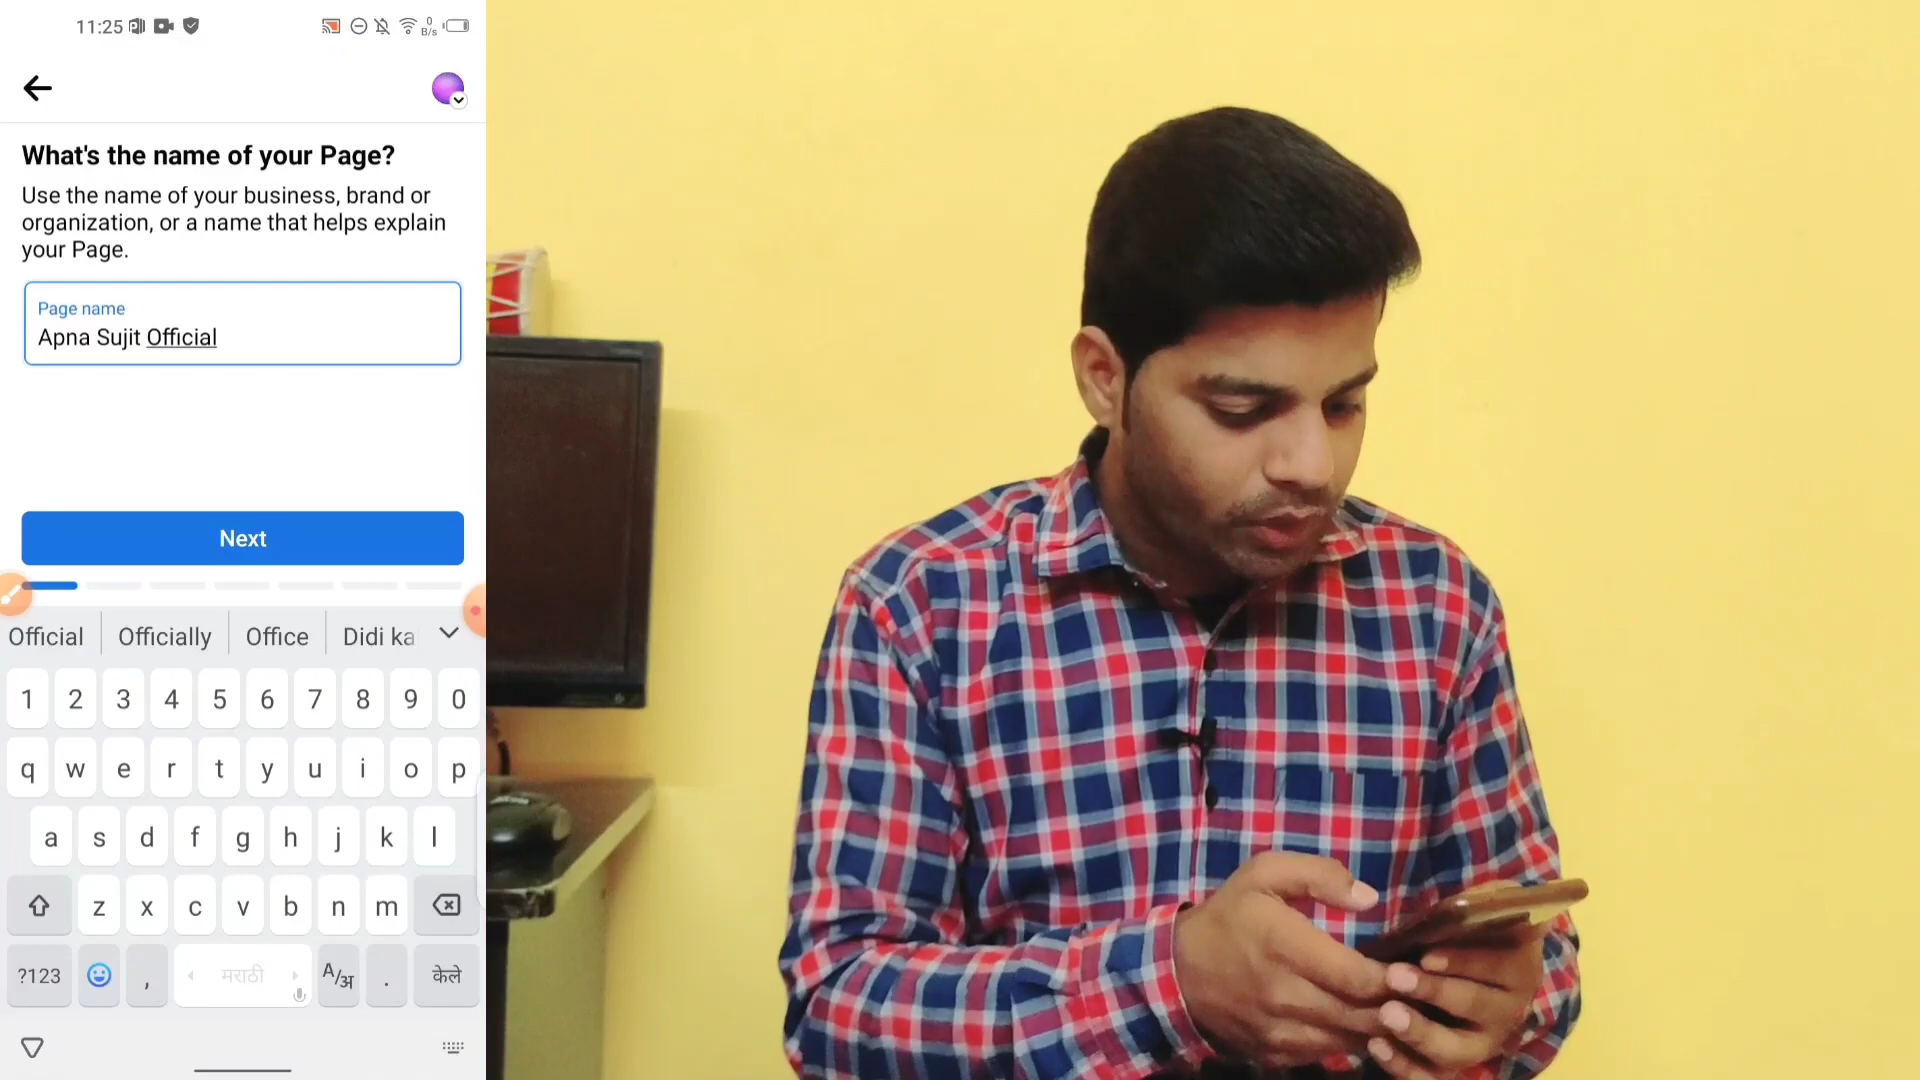 11:25 0
B/s
What's the name of your Page?
Use the name of your business, brand or
organization, or a name that helps explain
your Page.
Page name
Apna Sujit Official
Next
Official Officially Office Didi ka
1 2 3 4 5 6 7 8 9 0
q w e r t y u i o p
a s d f g h j k l
z x c v b n m
?123 , मराठी A/अ . केले